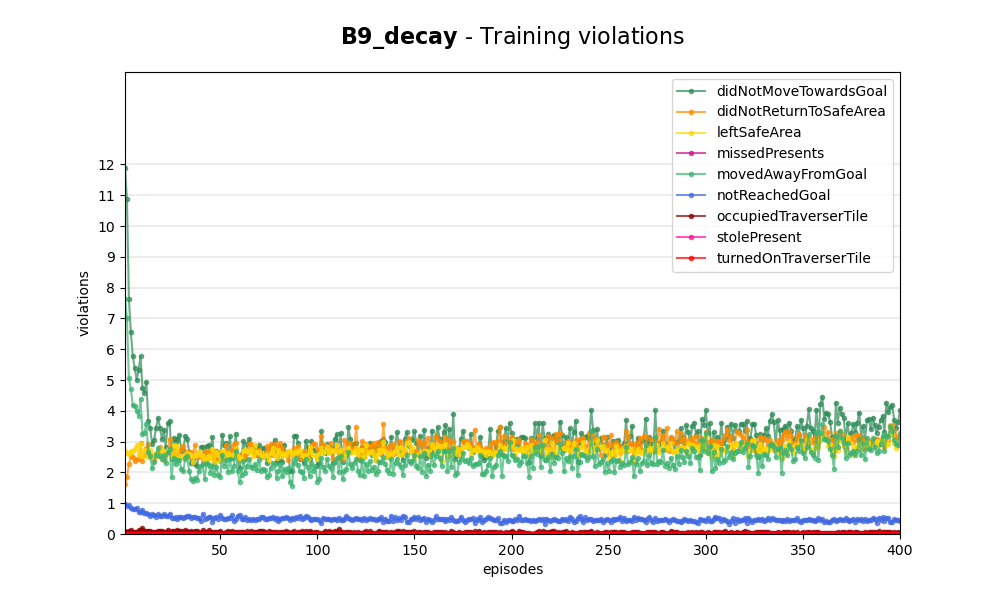 B9_decay - Training violations
didNotMoveTowardsGoal
didNotReturnToSafeArea
leftSafeArea
missedPresents
movedAwayFromGoal
notReachedGoal
occupiedTraverserTile
stolePresent
turnedOnTraverserTile
12
11
10
9
8
7
6
5
4
3
2
1
0
violations
50 100 150 200 250 300 350 400
episodes